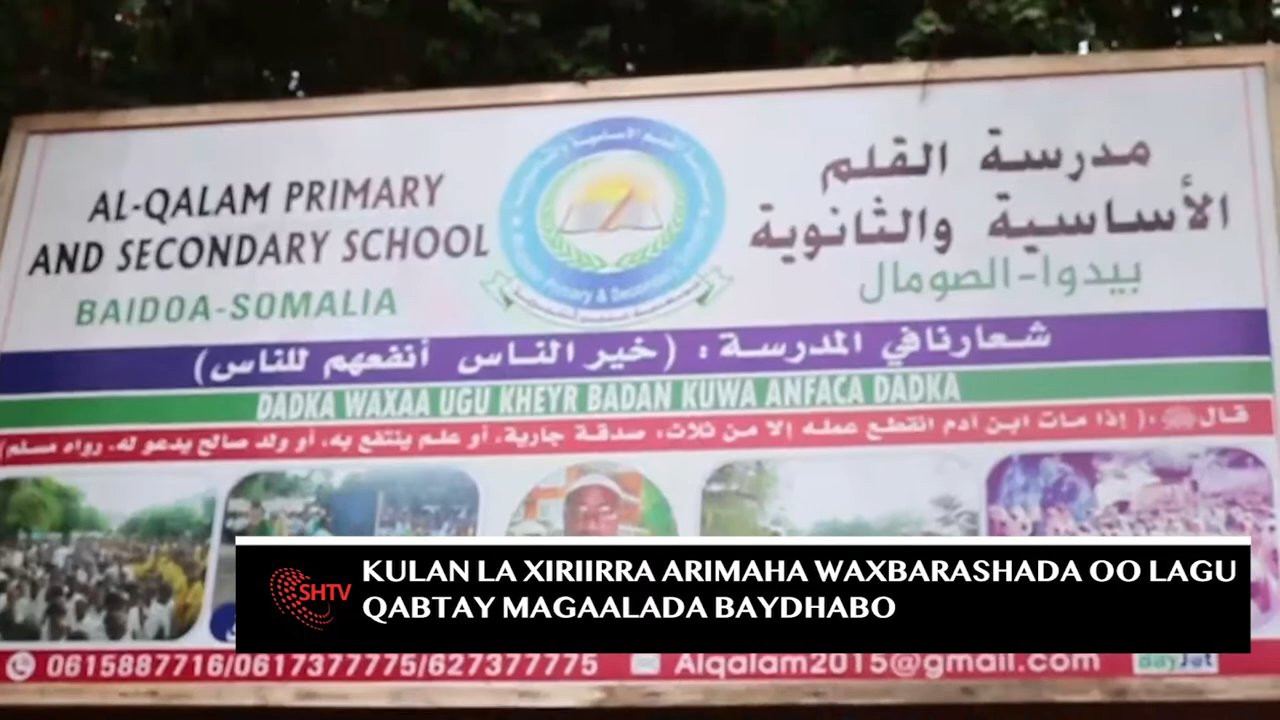 AL-QALAM PRIMARY
AND SECONDARY SCHOOL
BAIDOA-SOMALIA
مدرسة القلم
الأساسية والثانوية
بيدوا-الصومال
شعارنافي المدرسة: (خير الناس أنفعهم للناس)
DADKA WAXAA UGU KHEYR BADAN KUWA ANFACA DADKA
قال ﷺ: ( إذا مات ابن آدم انقطع عمله إلا من ثلاث: صدقة جارية، أو علم ينتفع به، أو ولد صالح يدعو له، رواه مسلم)
SHTV
KULAN LA XIRIIRRA ARIMAHA WAXBARASHADA OO LAGU
QABTAY MAGAALADA BAYDHABO
0615887716/0617377775/627377775 Alqalam2015@gmail.com